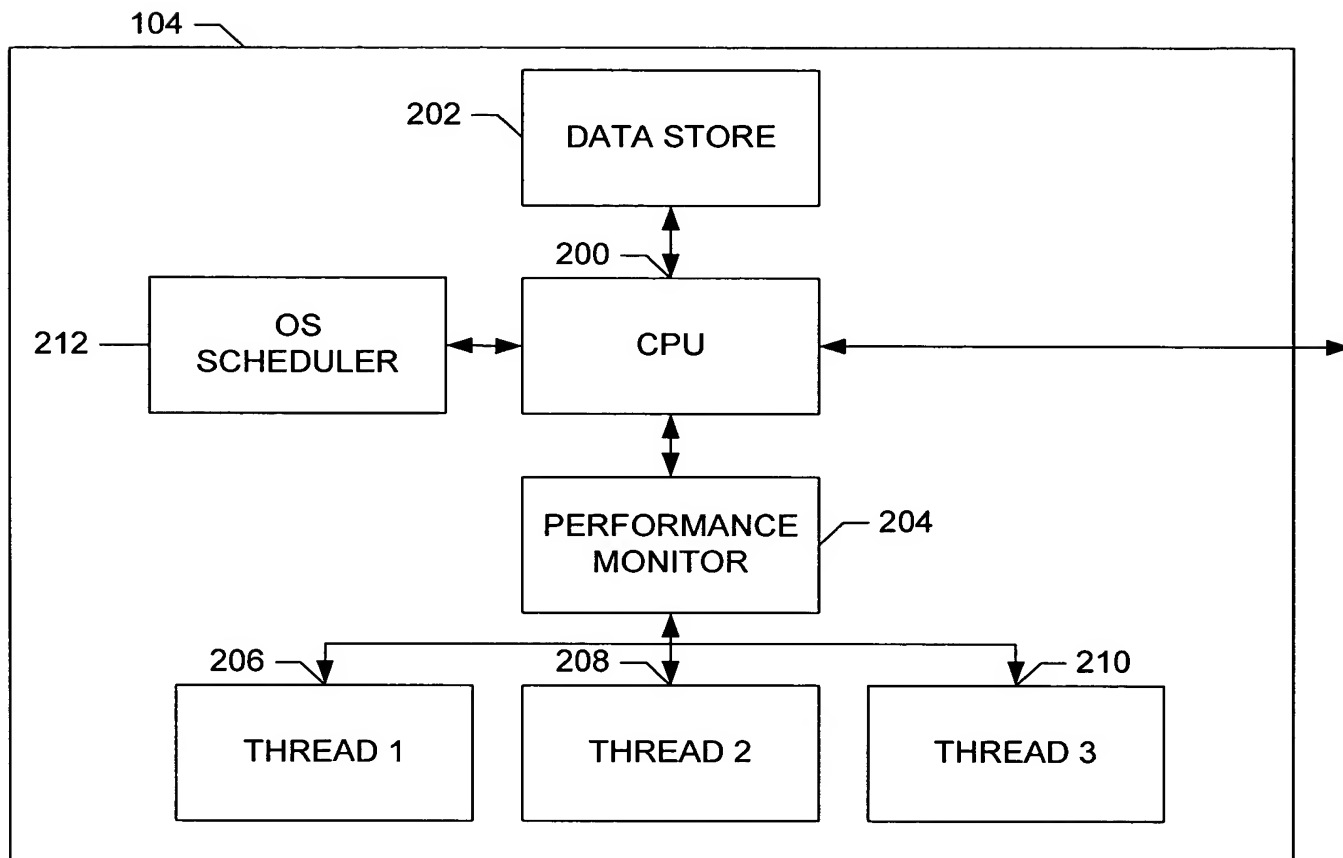 104
202
DATA STORE
200
212
OS
SCHEDULER
CPU
PERFORMANCE
MONITOR
204
206
208
210
THREAD 1
THREAD 2
THREAD 3